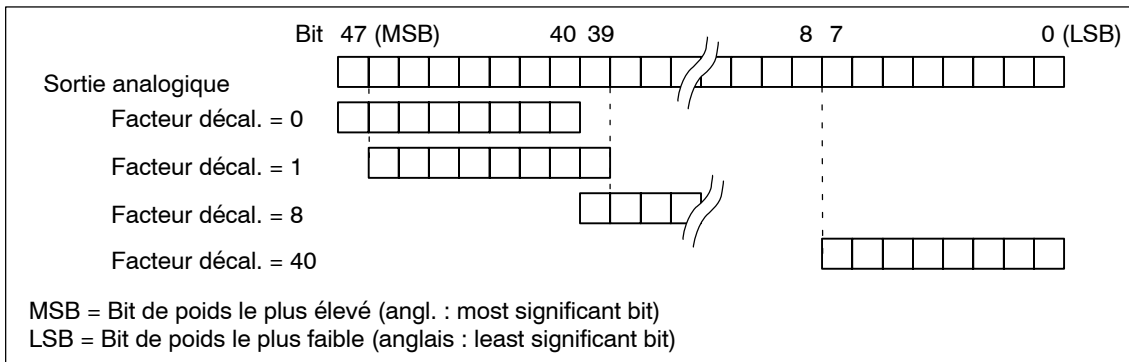 Bit 47 (MSB) 40 39 8 7 0 (LSB)
Sortie analogique
Facteur décal. = 0
Facteur décal. = 1
Facteur décal. = 8
Facteur décal. = 40
MSB = Bit de poids le plus élevé (angl. : most significant bit)
LSB = Bit de poids le plus faible (anglais : least significant bit)